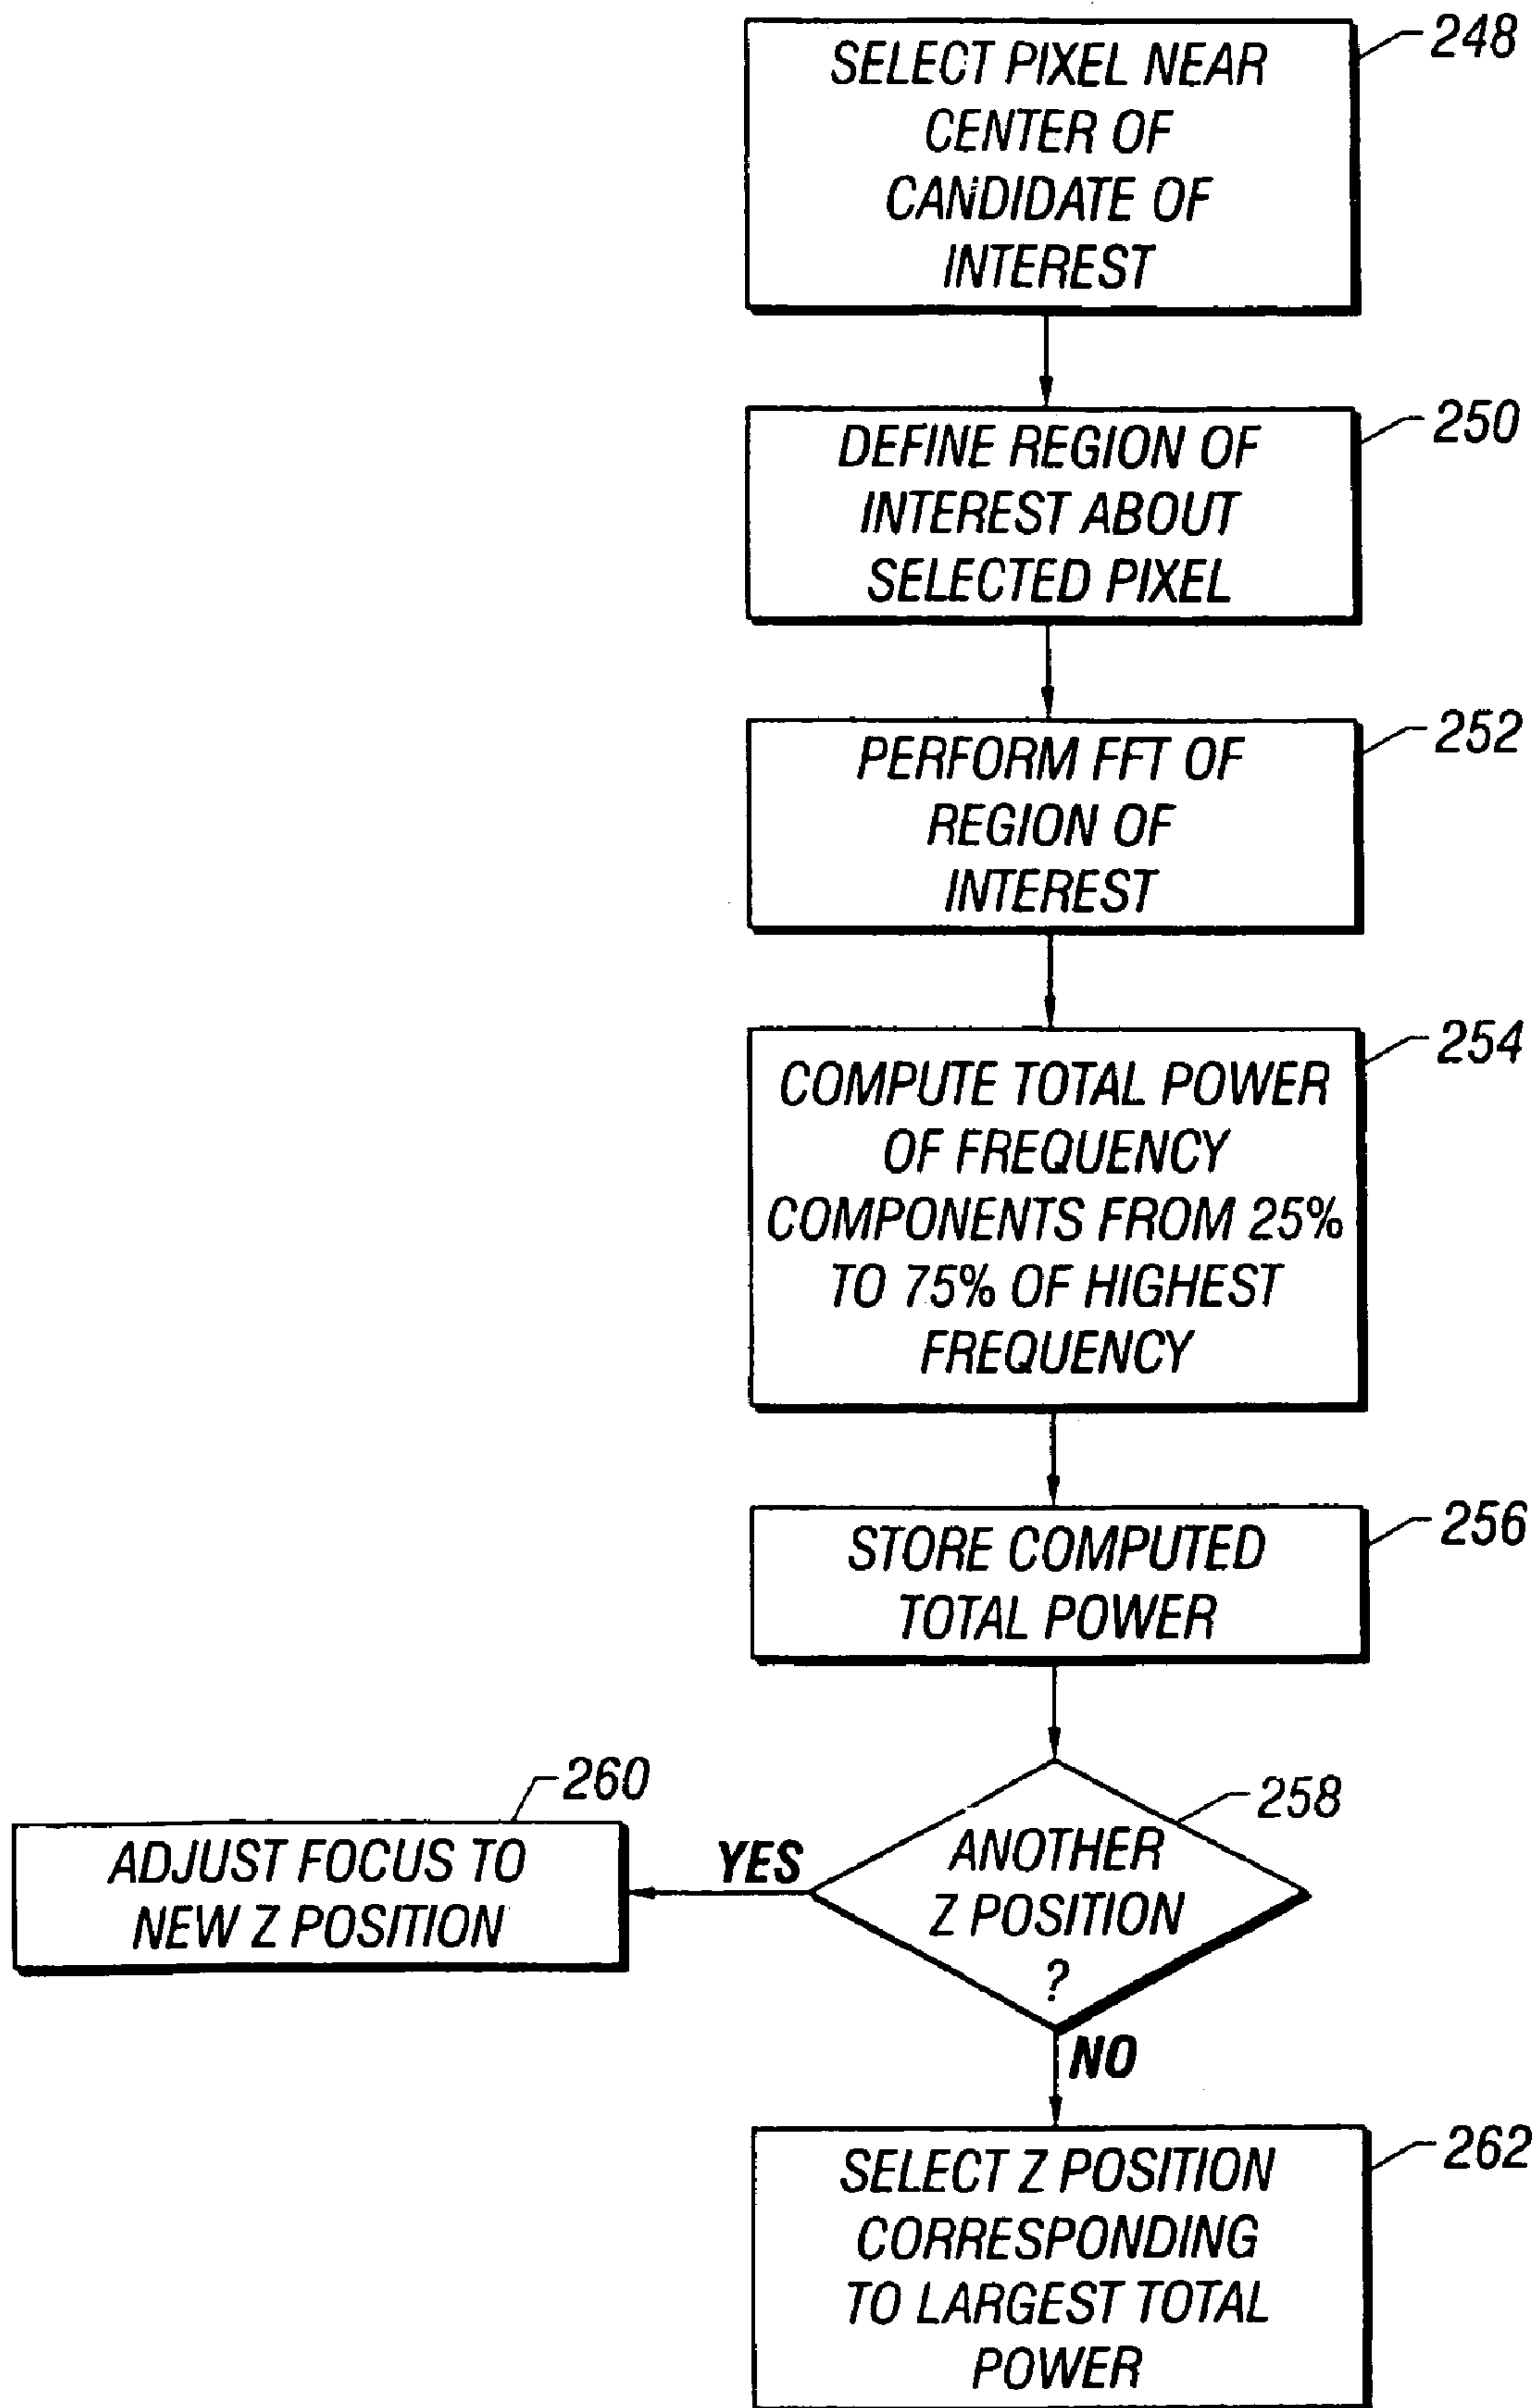 248
SELECT PIXEL NEAR
CENTER OF
CANDIDATE OF
INTEREST
250
DEFINE REGION OF
INTEREST ABOUT
SELECTED PIXEL
252
PERFORM FFT OF
REGION OF
INTEREST
254
COMPUTE TOTAL POWER
OF FREQUENCY
COMPONENTS FROM 25%
TO 75% OF HIGHEST
FREQUENCY
256
STORE COMPUTED
TOTAL POWER
258
ANOTHER
Z POSITION
?
YES
260
ADJUST FOCUS TO
NEW Z POSITION
NO
262
SELECT Z POSITION
CORRESPONDING
TO LARGEST TOTAL
POWER